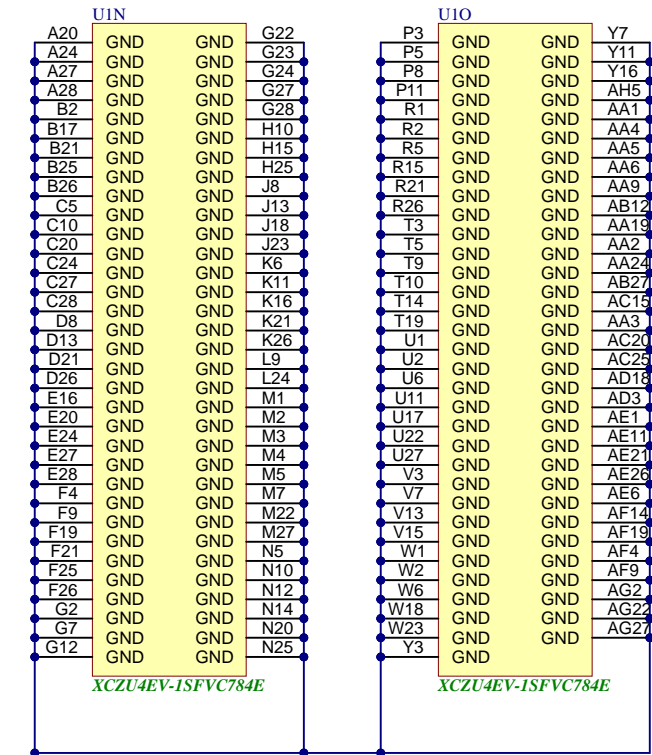 U1N
A20 GND GND G22
A24 GND GND G23
A27 GND GND G24
A28 GND GND G27
B2 GND GND G28
B17 GND GND H10
B21 GND GND H15
B25 GND GND H25
B26 GND GND J8
C5 GND GND J13
C10 GND GND J18
C20 GND GND J23
C24 GND GND K6
C27 GND GND K11
C28 GND GND K16
D8 GND GND K21
D13 GND GND K26
D21 GND GND L9
D26 GND GND L24
E16 GND GND M1
E20 GND GND M2
E24 GND GND M3
E27 GND GND M4
E28 GND GND M5
F4 GND GND M7
F9 GND GND M22
F19 GND GND M27
F21 GND GND N5
F25 GND GND N10
F26 GND GND N12
G2 GND GND N14
G7 GND GND N20
G12 GND GND N25
XCZU4EV-1SFVC784E
U1O
P3 GND GND Y7
P5 GND GND Y11
P8 GND GND Y16
P11 GND GND AH5
R1 GND GND AA1
R2 GND GND AA4
R5 GND GND AA5
R15 GND GND AA6
R21 GND GND AA9
R26 GND GND AB12
T3 GND GND AA19
T5 GND GND AA2
T9 GND GND AA24
T10 GND GND AB27
T14 GND GND AC15
T19 GND GND AA3
U1 GND GND AC20
U2 GND GND AC25
U6 GND GND AD18
U11 GND GND AD3
U17 GND GND AE1
U22 GND GND AE11
U27 GND GND AE21
V3 GND GND AE26
V7 GND GND AE6
V13 GND GND AF14
V15 GND GND AF19
W1 GND GND AF4
W2 GND GND AF9
W6 GND GND AG2
W18 GND GND AG22
W23 GND GND AG27
Y3 GND
XCZU4EV-1SFVC784E